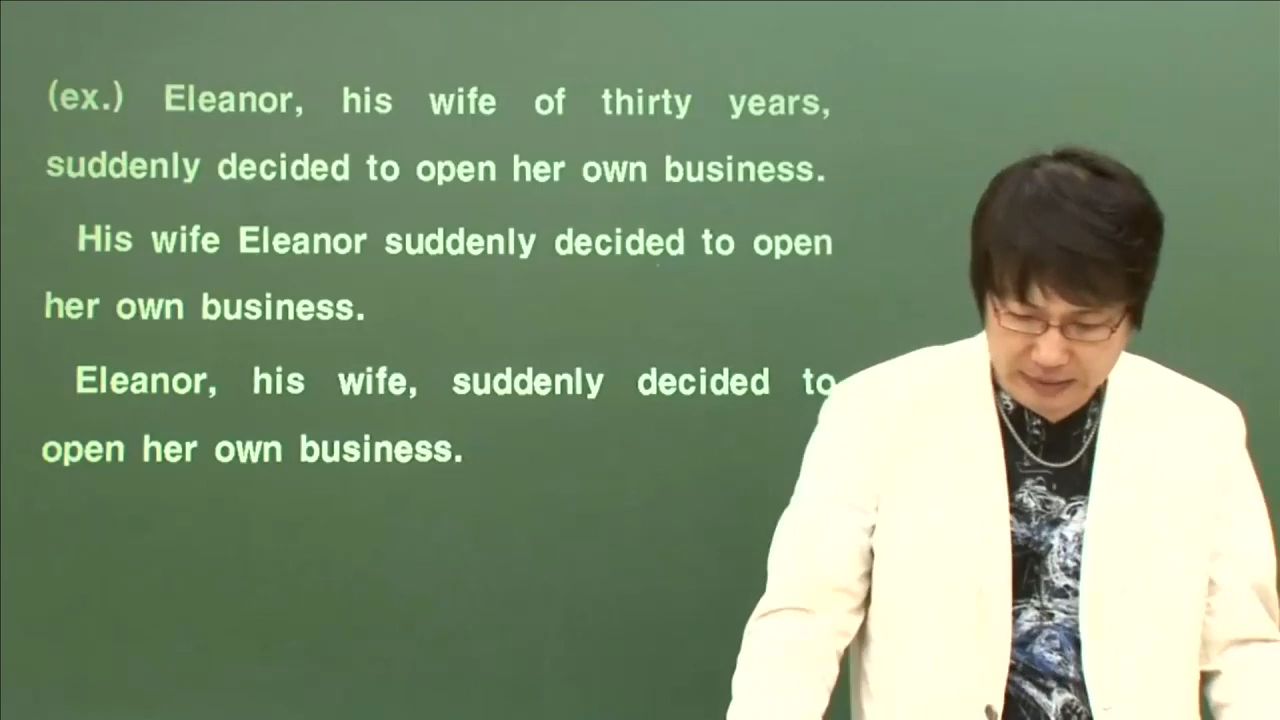 (ex.) Eleanor, his wife of thirty years,
suddenly decided to open her own business.
His wife Eleanor suddenly decided to open
her own business.
Eleanor, his wife, suddenly decided to
open her own business.